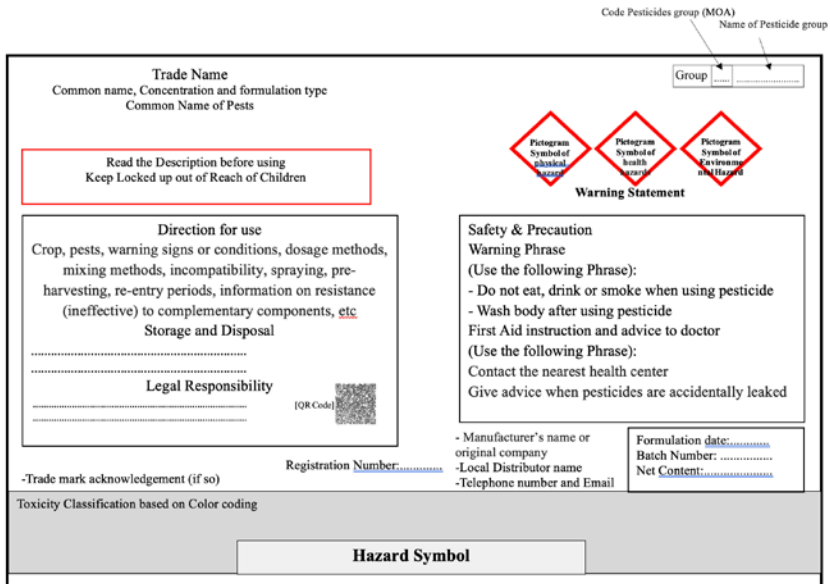 Code Pesticides group (MOA)
Name of Pesticide group
Group ...... ........................
Trade Name
Common name, Concentration and formulation type
Common Name of Pests
Read the Description before using
Keep Locked up out of Reach of Children
Pictogram
Symbol of
physical
hazard
Pictogram
Symbol of
health
hazards
Pictogram
Symbol of
Environme
ntal Hazard
Warning Statement
Direction for use
Crop, pests, warning signs or conditions, dosage methods,
mixing methods, incompatibility, spraying, pre-
harvesting, re-entry periods, information on resistance
(ineffective) to complementary components, etc
Storage and Disposal
................................................................
................................................................
Legal Responsibility
................................................................
................................................................
[QR Code]
Safety & Precaution
Warning Phrase
(Use the following Phrase):
- Do not eat, drink or smoke when using pesticide
- Wash body after using pesticide
First Aid instruction and advice to doctor
(Use the following Phrase):
Contact the nearest health center
Give advice when pesticides are accidentally leaked
-Trade mark acknowledgement (if so)
Registration Number:.............
- Manufacturer's name or
original company
-Local Distributor name
-Telephone number and Email
Formulation date:............
Batch Number: ................
Net Content:.....................
Toxicity Classification based on Color coding
Hazard Symbol